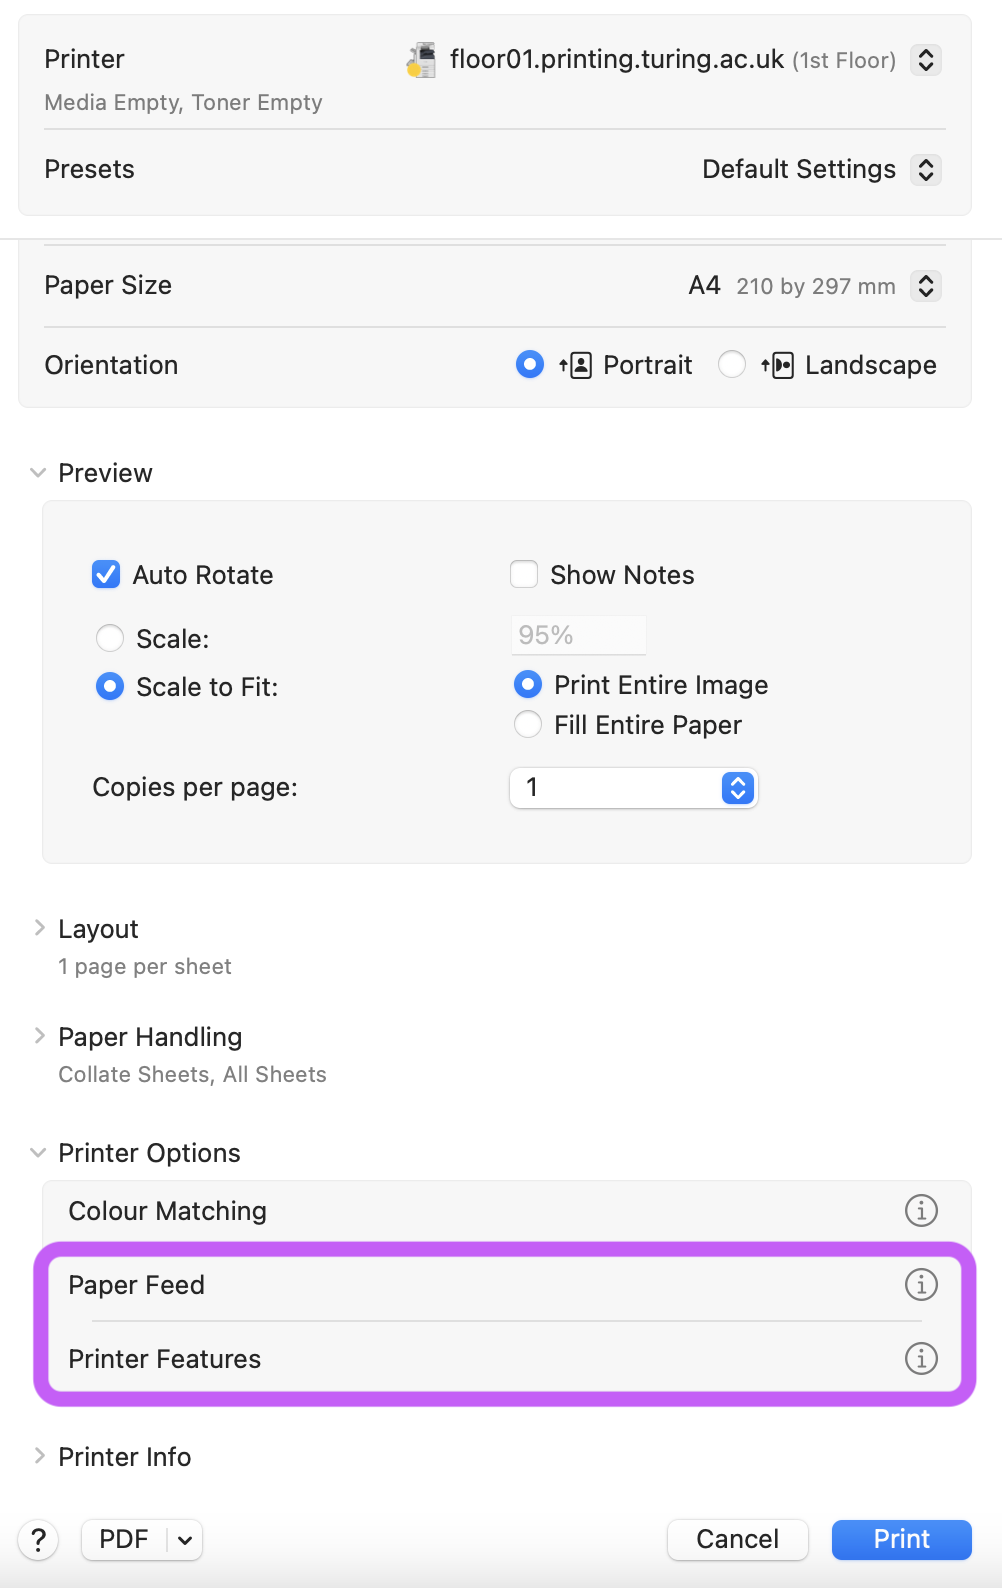 Printer floor01.printing.turing.ac.uk (1st Floor)
Media Empty, Toner Empty
Presets Default Settings
Paper Size A4 210 by 297 mm
Orientation Portrait Landscape
Preview
Auto Rotate Show Notes
Scale: 95%
Scale to Fit: Print Entire Image
Fill Entire Paper
Copies per page: 1
Layout
1 page per sheet
Paper Handling
Collate Sheets, All Sheets
Printer Options
Colour Matching
Paper Feed
Printer Features
Printer Info
? PDF Cancel Print